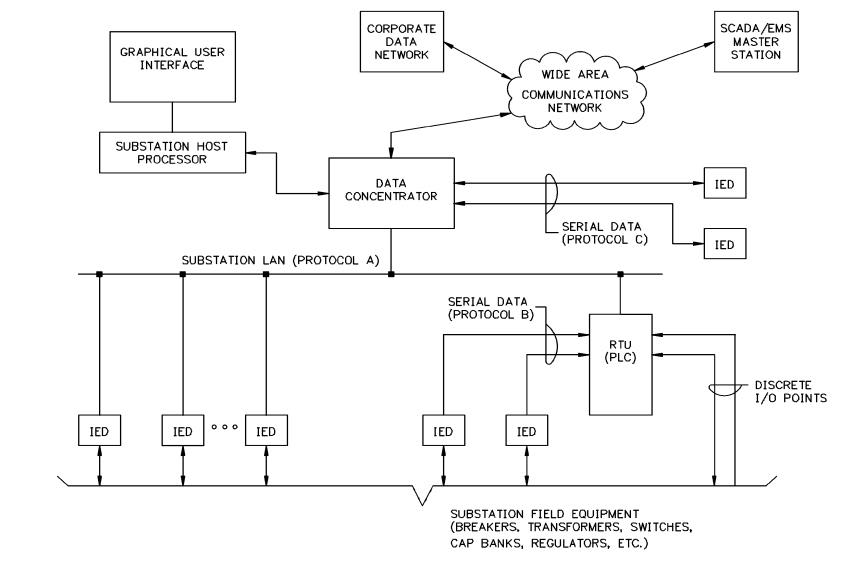 CORPORATE
DATA
NETWORK
SCADA/EMS
MASTER
STATION
GRAPHICAL USER
INTERFACE
WIDE AREA
COMMUNICATIONS
NETWORK
SUBSTATION HOST
PROCESSOR
DATA
CONCENTRATOR
IED
SERIAL DATA
(PROTOCOL C)
IED
SUBSTATION LAN (PROTOCOL A)
SERIAL DATA
(PROTOCOL B)
RTU
(PLC)
DISCRETE
I/O POINTS
IED
IED
IED
IED
IED
SUBSTATION FIELD EQUIPMENT
(BREAKERS, TRANSFORMERS, SWITCHES,
CAP BANKS, REGULATORS, ETC.)